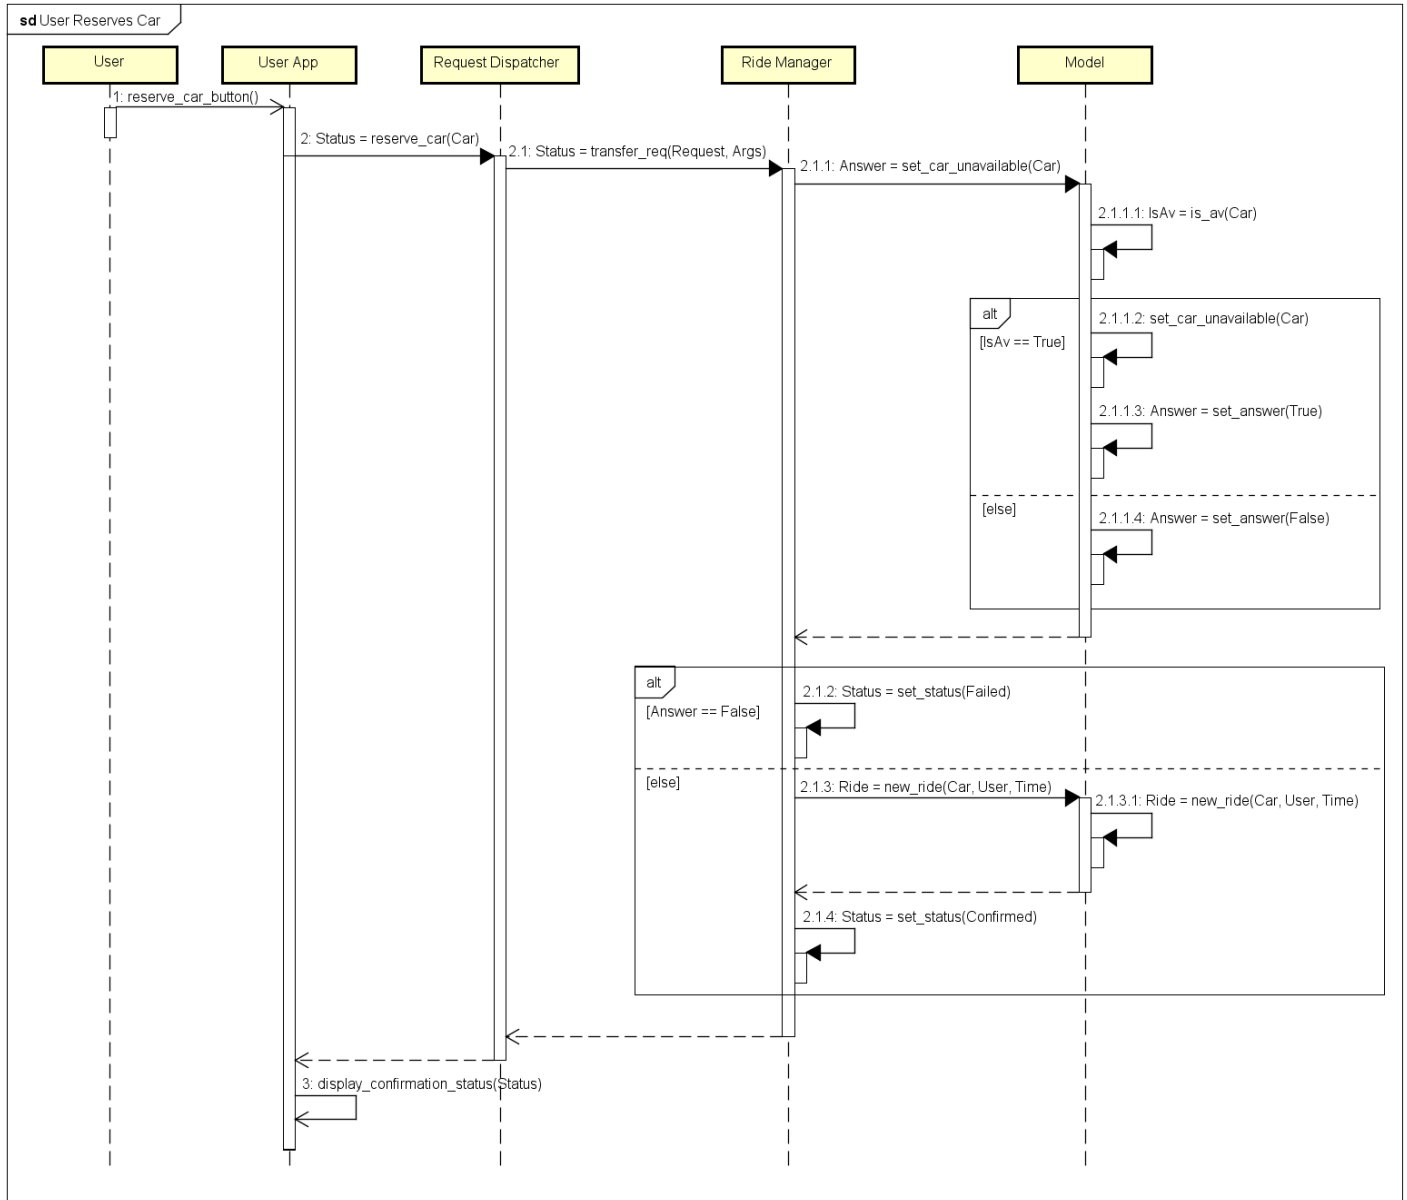 sd User Reserves Car
User
User App
Request Dispatcher
Ride Manager
Model
1: reserve_car_button()
2: Status = reserve_car(Car)
2.1: Status = transfer_req(Request, Args)
2.1.1: Answer = set_car_unavailable(Car)
2.1.1.1: IsAv = is_av(Car)
alt
2.1.1.2: set_car_unavailable(Car)
[IsAv == True]
2.1.1.3: Answer = set_answer(True)
[else]
2.1.1.4: Answer = set_answer(False)
alt
2.1.2: Status = set_status(Failed)
[Answer == False]
[else]
2.1.3: Ride = new_ride(Car, User, Time)
2.1.3.1: Ride = new_ride(Car, User, Time)
2.1.4: Status = set_status(Confirmed)
3: display_confirmation_status(Status)